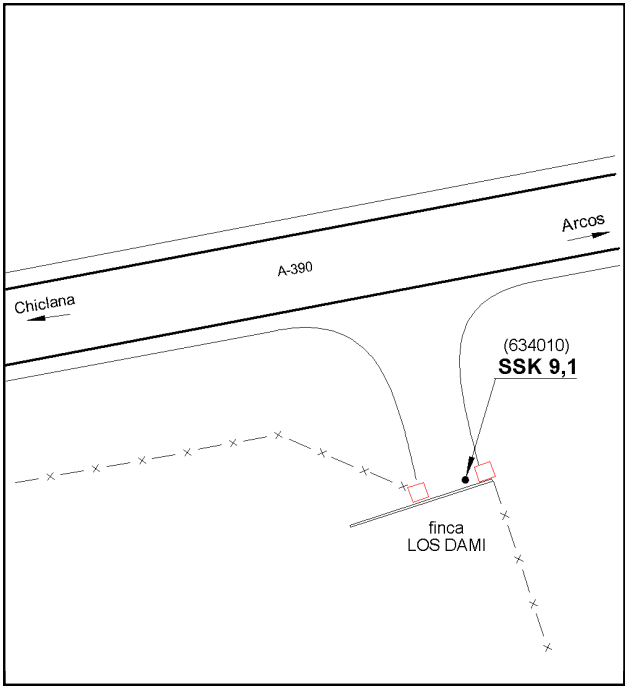 Arcos
A-390
Chiclana
(634010)
SSK 9,1
finca
LOS DAMI